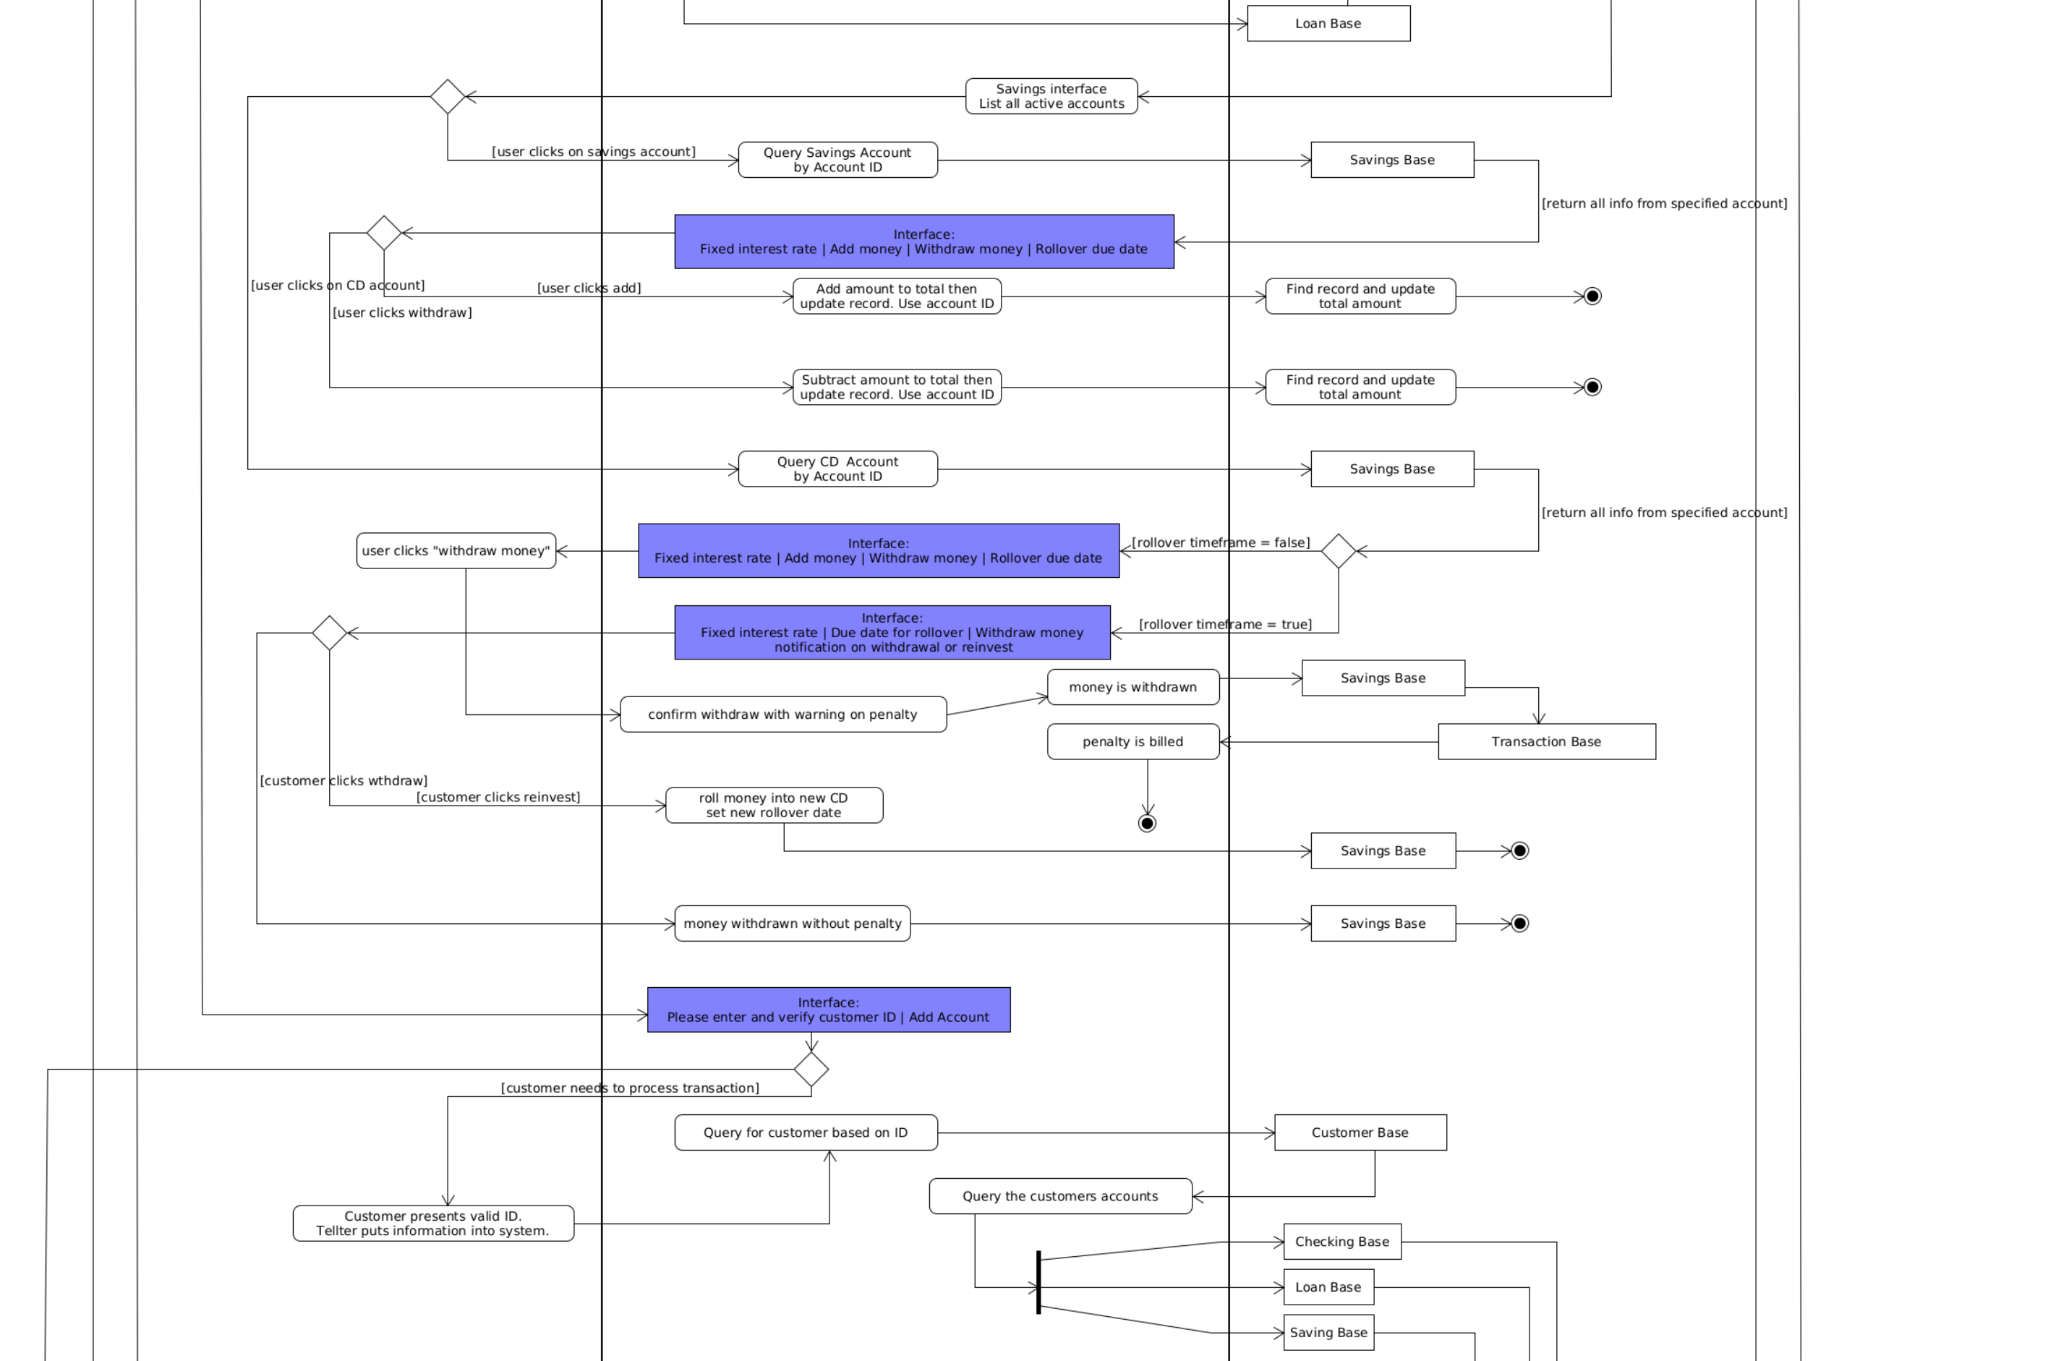 Loan Base
Savings interface
List all active accounts
[user clicks on savings account]
Query Savings Account
by Account ID
Savings Base
[return all info from specified account]
Interface:
Fixed interest rate | Add money | Withdraw money | Rollover due date
[user clicks on CD account]
[user clicks add]
Add amount to total then
update record. Use account ID
Find record and update
total amount
[user clicks withdraw]
Subtract amount to total then
update record. Use account ID
Find record and update
total amount
Query CD  Account
by Account ID
Savings Base
[return all info from specified account]
user clicks "withdraw money"
Interface:
Fixed interest rate | Add money | Withdraw money | Rollover due date
[rollover timeframe = false]
Interface:
Fixed interest rate | Due date for rollover | Withdraw money
notification on withdrawal or reinvest
[rollover timeframe = true]
money is withdrawn
Savings Base
confirm withdraw with warning on penalty
penalty is billed
Transaction Base
[customer clicks wthdraw]
[customer clicks reinvest]
roll money into new CD
set new rollover date
Savings Base
money withdrawn without penalty
Savings Base
Interface:
Please enter and verify customer ID | Add Account
[customer needs to process transaction]
Query for customer based on ID
Customer Base
Query the customers accounts
Customer presents valid ID.
Tellter puts information into system.
Checking Base
Loan Base
Saving Base